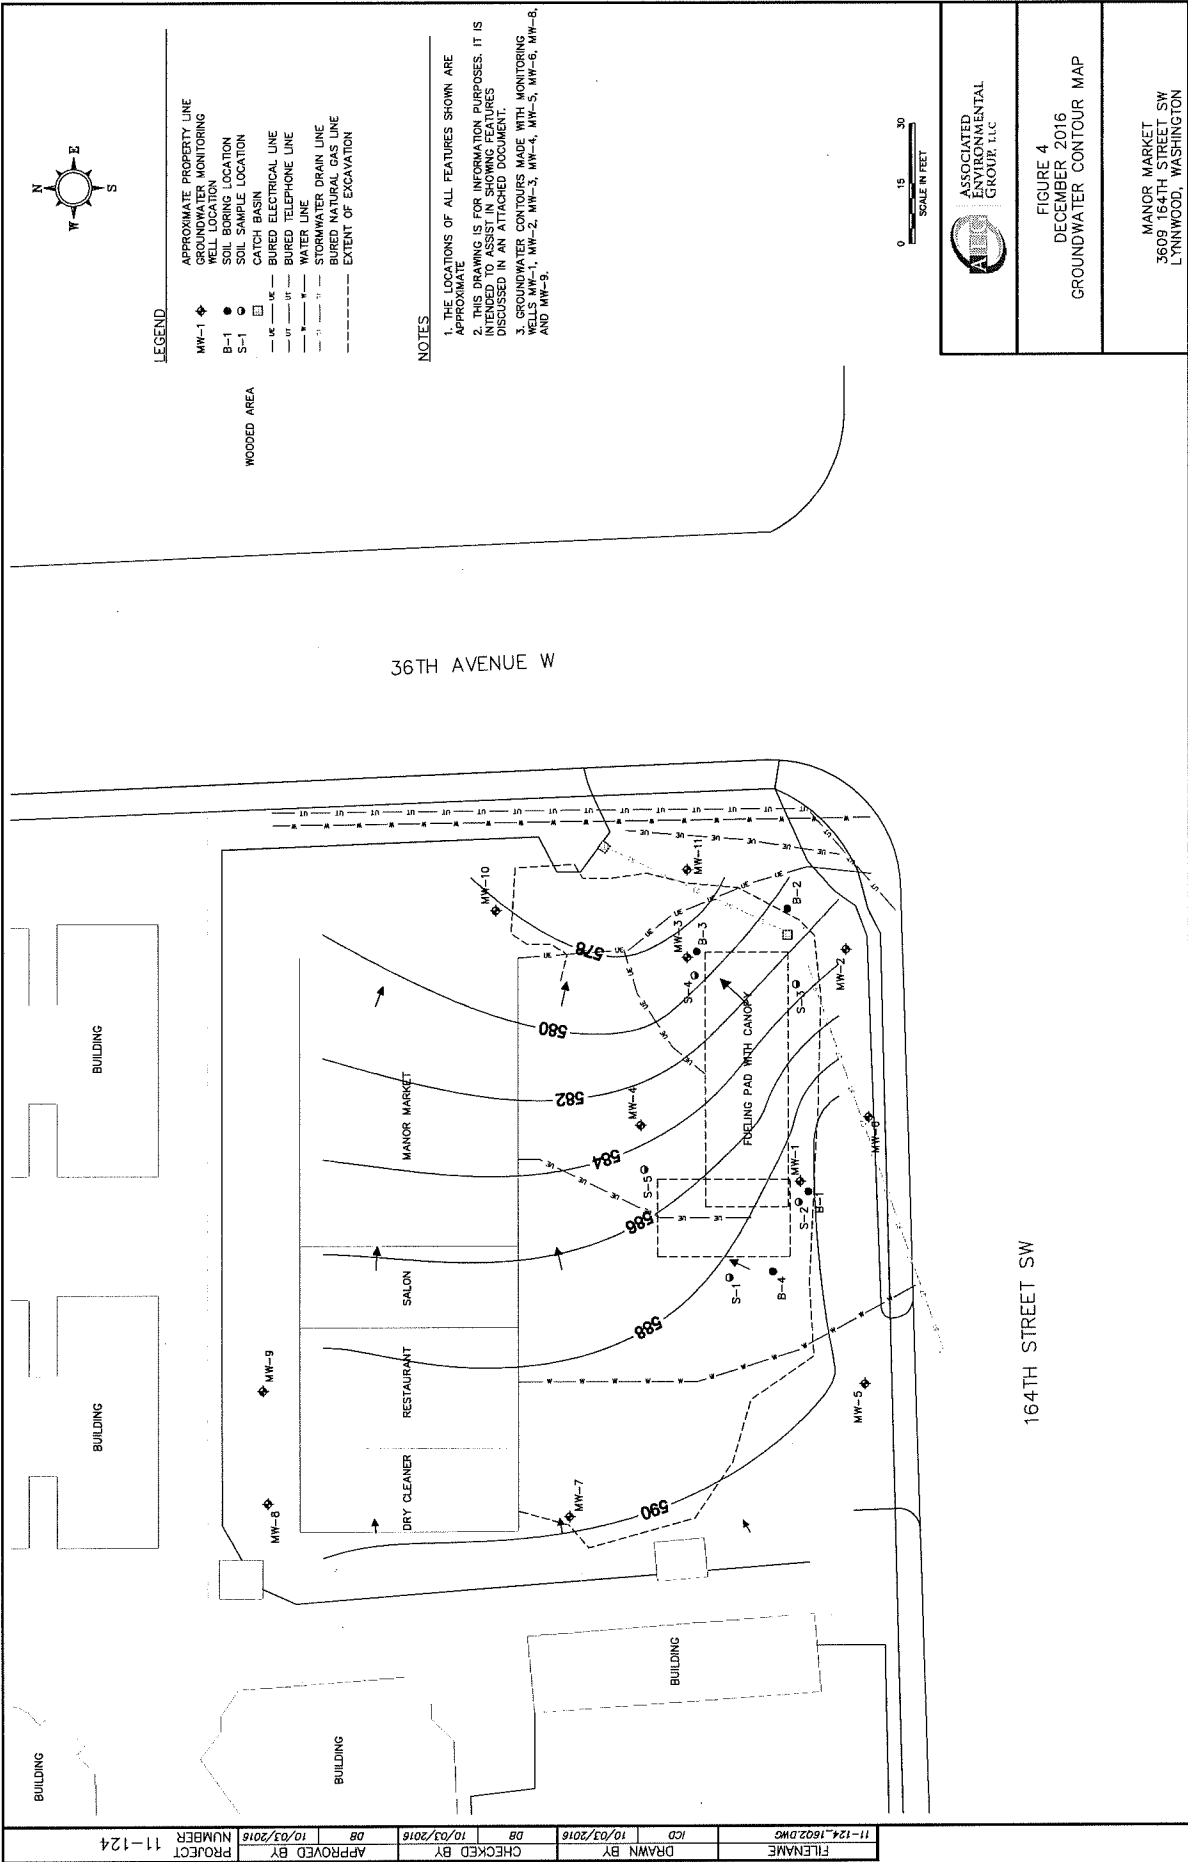 N
W
E
S
LEGEND
MW-1
APPROXIMATE PROPERTY LINE
GROUNDWATER MONITORING
WELL LOCATION
B-1
SOIL BORING LOCATION
S-1
SOIL SAMPLE LOCATION
CATCH BASIN
UE UE
BURED ELECTRICAL LINE
UT UT
BURED TELEPHONE LINE
W W
WATER LINE
STORMWATER DRAIN LINE
BURED NATURAL GAS LINE
EXTENT OF EXCAVATION
NOTES
1. THE LOCATIONS OF ALL FEATURES SHOWN ARE
APPROXIMATE
2. THIS DRAWING IS FOR INFORMATION PURPOSES. IT IS
INTENDED TO ASSIST IN SHOWING FEATURES
DISCUSSED IN AN ATTACHED DOCUMENT.
3. GROUNDWATER CONTOURS MADE WITH MONITORING
WELLS MW-1, MW-2, MW-3, MW-4, MW-5, MW-6, MW-8,
AND MW-9.
WOODED AREA
0 15 30
SCALE IN FEET
AEG
ASSOCIATED
ENVIRONMENTAL
GROUP, LLC
FIGURE 4
DECEMBER 2016
GROUNDWATER CONTOUR MAP
MANOR MARKET
3609 164TH STREET SW
LYNNWOOD, WASHINGTON
36TH AVENUE W
164TH STREET SW
BUILDING
BUILDING
BUILDING
BUILDING
BUILDING
MW-8
MW-9
MW-10
DRY CLEANER
RESTAURANT
SALON
MANOR MARKET
MW-7
590
588
586
584
582
580
578
MW-4
S-5
MW-3
MW-11
S-4
B-3
FUELING PAD WITH CANOPY
S-1
B-4
S-2
MW-1
B-1
S-3
B-2
MW-5
MW-6
MW-2
FILENAME
11-124_16Q2.DWG
DRAWN BY
ICD
10/03/2016
CHECKED BY
DB
10/03/2016
APPROVED BY
DB
10/03/2016
PROJECT
NUMBER
11-124